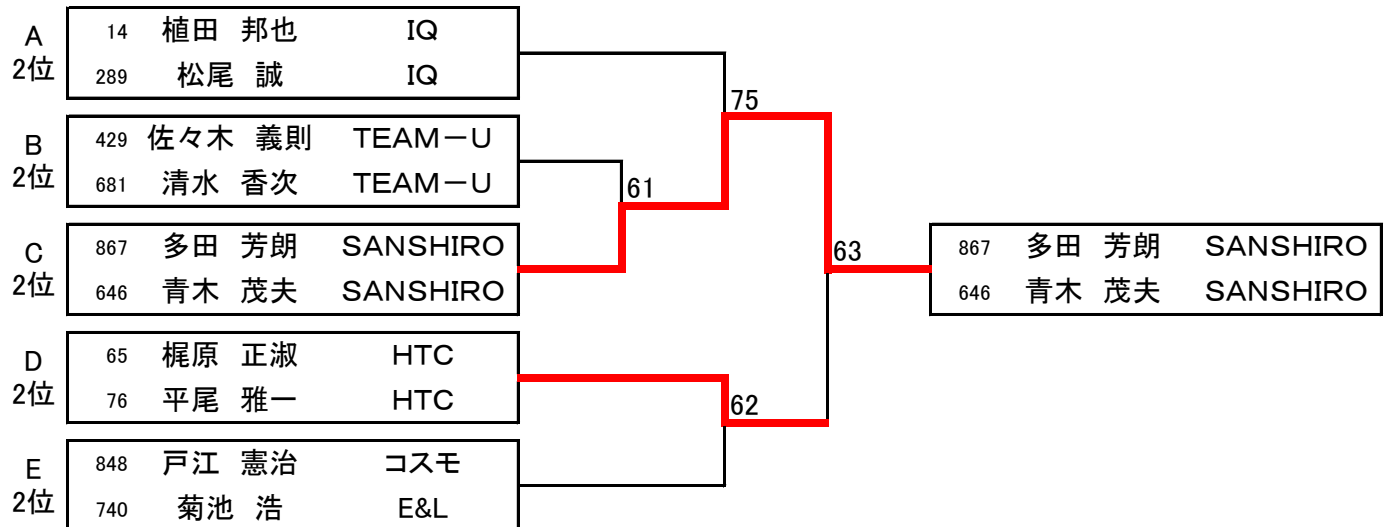 A
2位
14 植田 邦也 IQ
289 松尾 誠 IQ
75
B
2位
429 佐々木 義則 TEAM-U
681 清水 香次 TEAM-U
61
C
2位
867 多田 芳朗 SANSHIRO
646 青木 茂夫 SANSHIRO
63
867 多田 芳朗 SANSHIRO
646 青木 茂夫 SANSHIRO
D
2位
65 梶原 正淑 HTC
76 平尾 雅一 HTC
62
E
2位
848 戸江 憲治 コスモ
740 菊池 浩 E&L